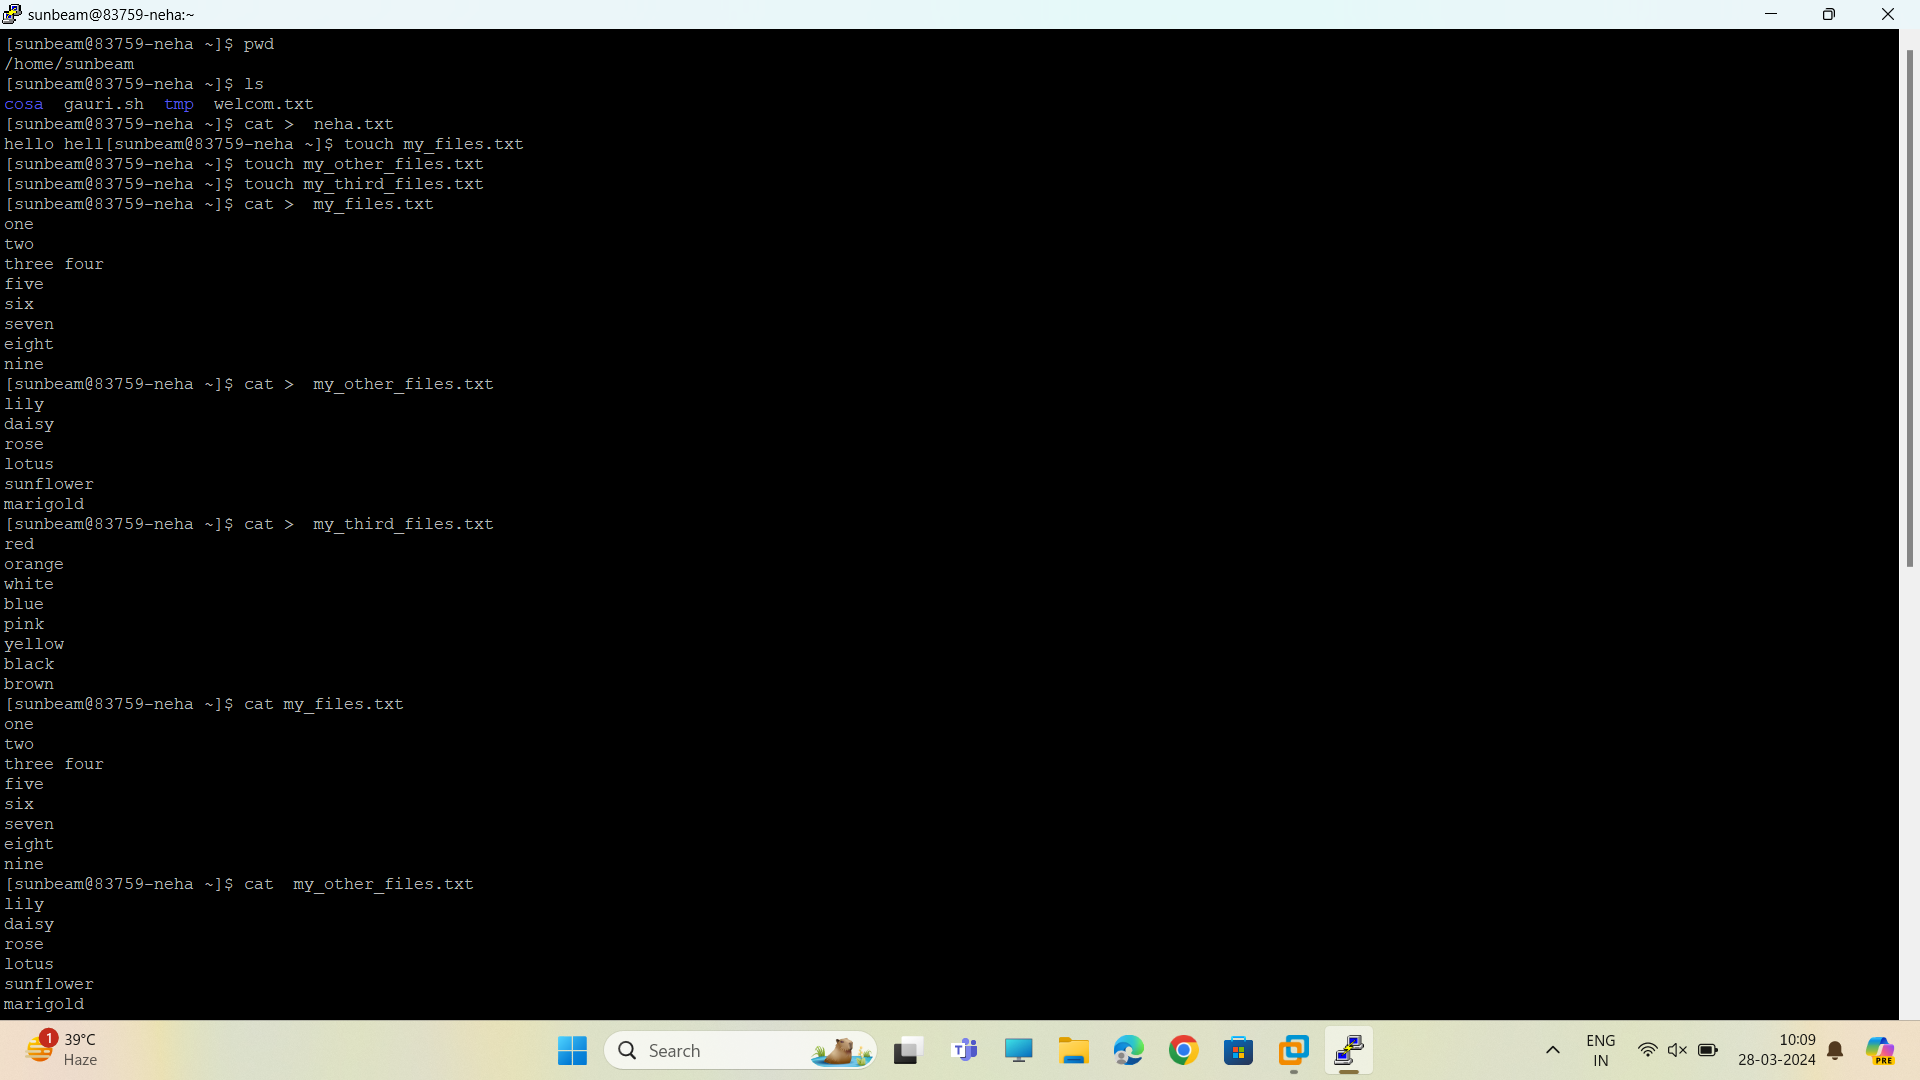 sunbeam@83759-neha:~
[sunbeam@83759-neha ~]$ pwd
/home/sunbeam
[sunbeam@83759-neha ~]$ ls
cosa  gauri.sh  tmp  welcom.txt
[sunbeam@83759-neha ~]$ cat >  neha.txt
hello hell[sunbeam@83759-neha ~]$ touch my_files.txt
[sunbeam@83759-neha ~]$ touch my_other_files.txt
[sunbeam@83759-neha ~]$ touch my_third_files.txt
[sunbeam@83759-neha ~]$ cat >  my_files.txt
one
two
three four
five
six
seven
eight
nine
[sunbeam@83759-neha ~]$ cat >  my_other_files.txt
lily
daisy
rose
lotus
sunflower
marigold
[sunbeam@83759-neha ~]$ cat >  my_third_files.txt
red
orange
white
blue
pink
yellow
black
brown
[sunbeam@83759-neha ~]$ cat my_files.txt
one
two
three four
five
six
seven
eight
nine
[sunbeam@83759-neha ~]$ cat  my_other_files.txt
lily
daisy
rose
lotus
sunflower
marigold
1
39°C
Haze
Search
ENG
IN
10:09
28-03-2024
PRE